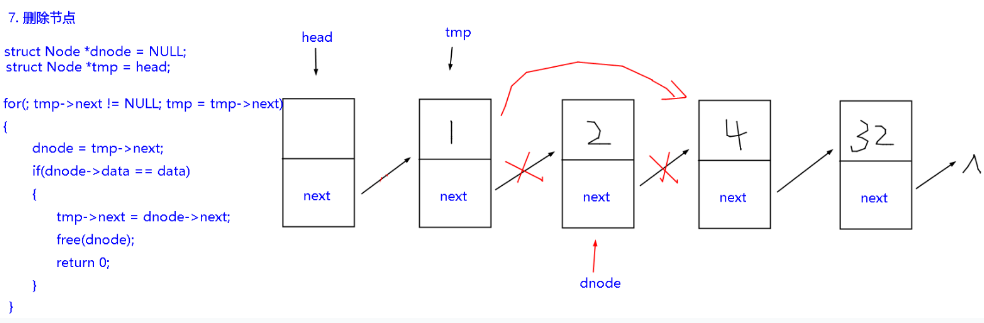 7. 删除节点
struct Node *dnode = NULL;
struct Node *tmp = head;
for(; tmp->next != NULL; tmp = tmp->next)
{
dnode = tmp->next;
if(dnode->data == data)
{
tmp->next = dnode->next;
free(dnode);
return 0;
}
}
head
tmp
1
2
4
32
next
next
next
next
next
^
dnode